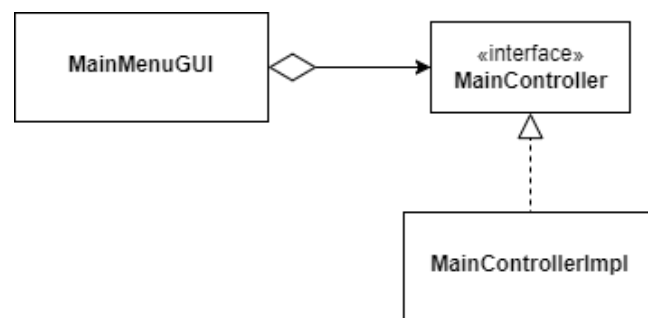 MainMenuGUI
«interface»
MainController
MainControllerImpl